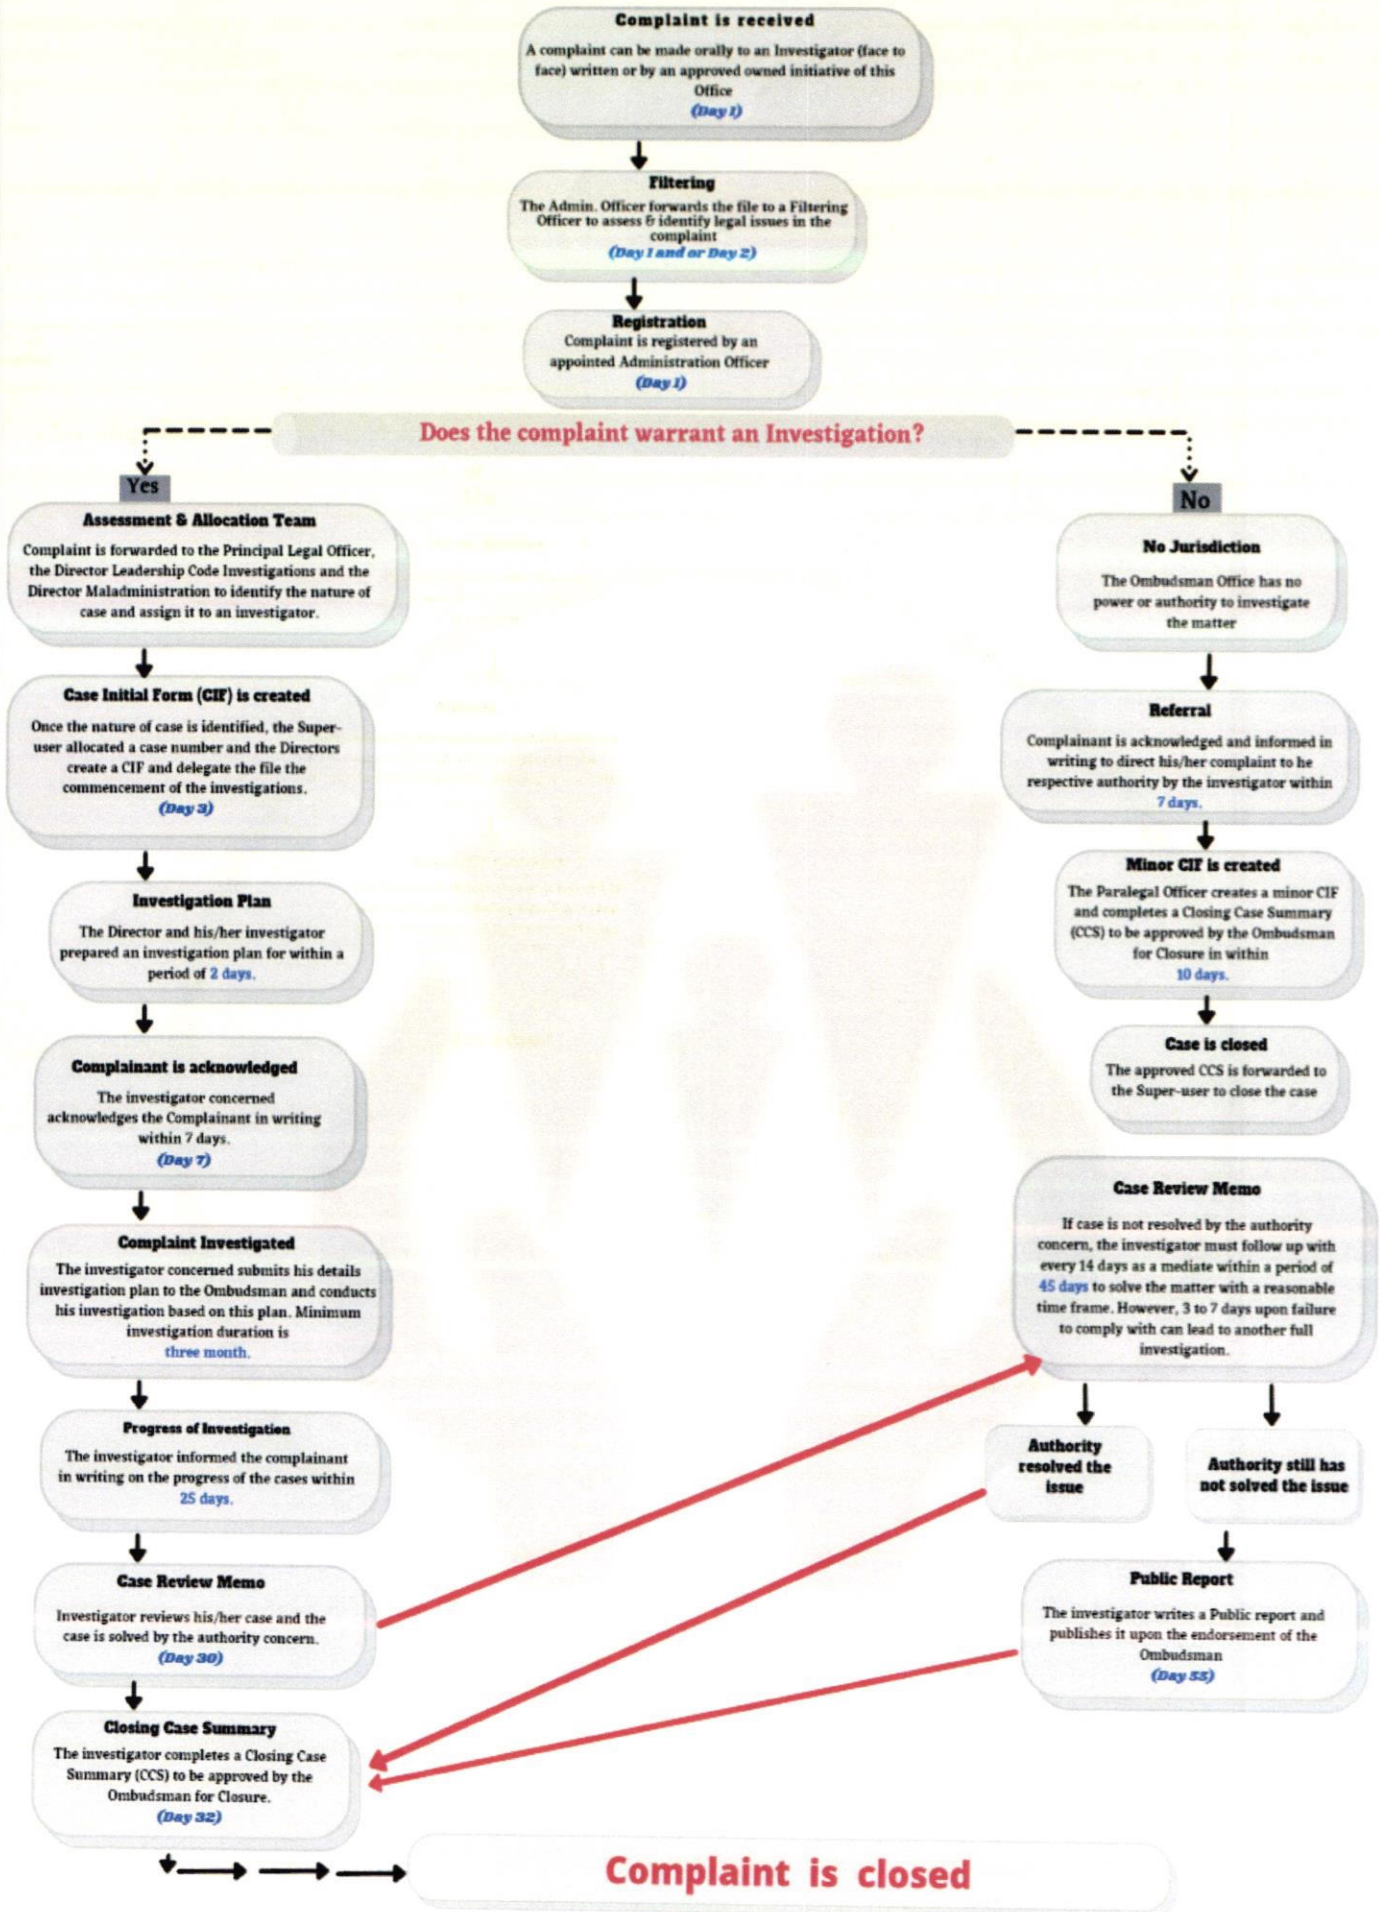 Complaint is received
A complaint can be made orally to an Investigator (face to
face) written or by an approved owned initiative of this
Office
(Day 1)
Filtering
The Admin. Officer forwards the file to a Filtering
Officer to assess & identify legal issues in the
complaint
(Day 1 and or Day 2)
Registration
Complaint is registered by an
appointed Administration Officer
(Day 1)
Does the complaint warrant an Investigation?
Yes
Assessment & Allocation Team
Complaint is forwarded to the Principal Legal Officer,
the Director Leadership Code Investigations and the
Director Maladministration to identify the nature of
case and assign it to an investigator.
Case Initial Form (CIF) is created
Once the nature of case is identified, the Super-
user allocated a case number and the Directors
create a CIF and delegate the file the
commencement of the investigations.
(Day 3)
Investigation Plan
The Director and his/her investigator
prepared an investigation plan for within a
period of 2 days.
Complainant is acknowledged
The investigator concerned
acknowledges the Complainant in writing
within 7 days.
(Day 7)
Complaint Investigated
The investigator concerned submits his details
investigation plan to the Ombudsman and conducts
his investigation based on this plan. Minimum
investigation duration is
three month.
Progress of Investigation
The investigator informed the complainant
in writing on the progress of the cases within
25 days.
Case Review Memo
Investigator reviews his/her case and the
case is solved by the authority concern.
(Day 30)
Closing Case Summary
The investigator completes a Closing Case
Summary (CCS) to be approved by the
Ombudsman for Closure.
(Day 32)
No
No Jurisdiction
The Ombudsman Office has no
power or authority to investigate
the matter
Referral
Complainant is acknowledged and informed in
writing to direct his/her complaint to he
respective authority by the investigator within
7 days.
Minor CIF is created
The Paralegal Officer creates a minor CIF
and completes a Closing Case Summary
(CCS) to be approved by the Ombudsman
for Closure in within
10 days.
Case is closed
The approved CCS is forwarded to
the Super-user to close the case
Case Review Memo
If case is not resolved by the authority
concern, the investigator must follow up with
every 14 days as a mediate within a period of
45 days to solve the matter with a reasonable
time frame. However, 3 to 7 days upon failure
to comply with can lead to another full
investigation.
Authority
resolved the
issue
Authority still has
not solved the issue
Public Report
The investigator writes a Public report and
publishes it upon the endorsement of the
Ombudsman
(Day 55)
Complaint is closed